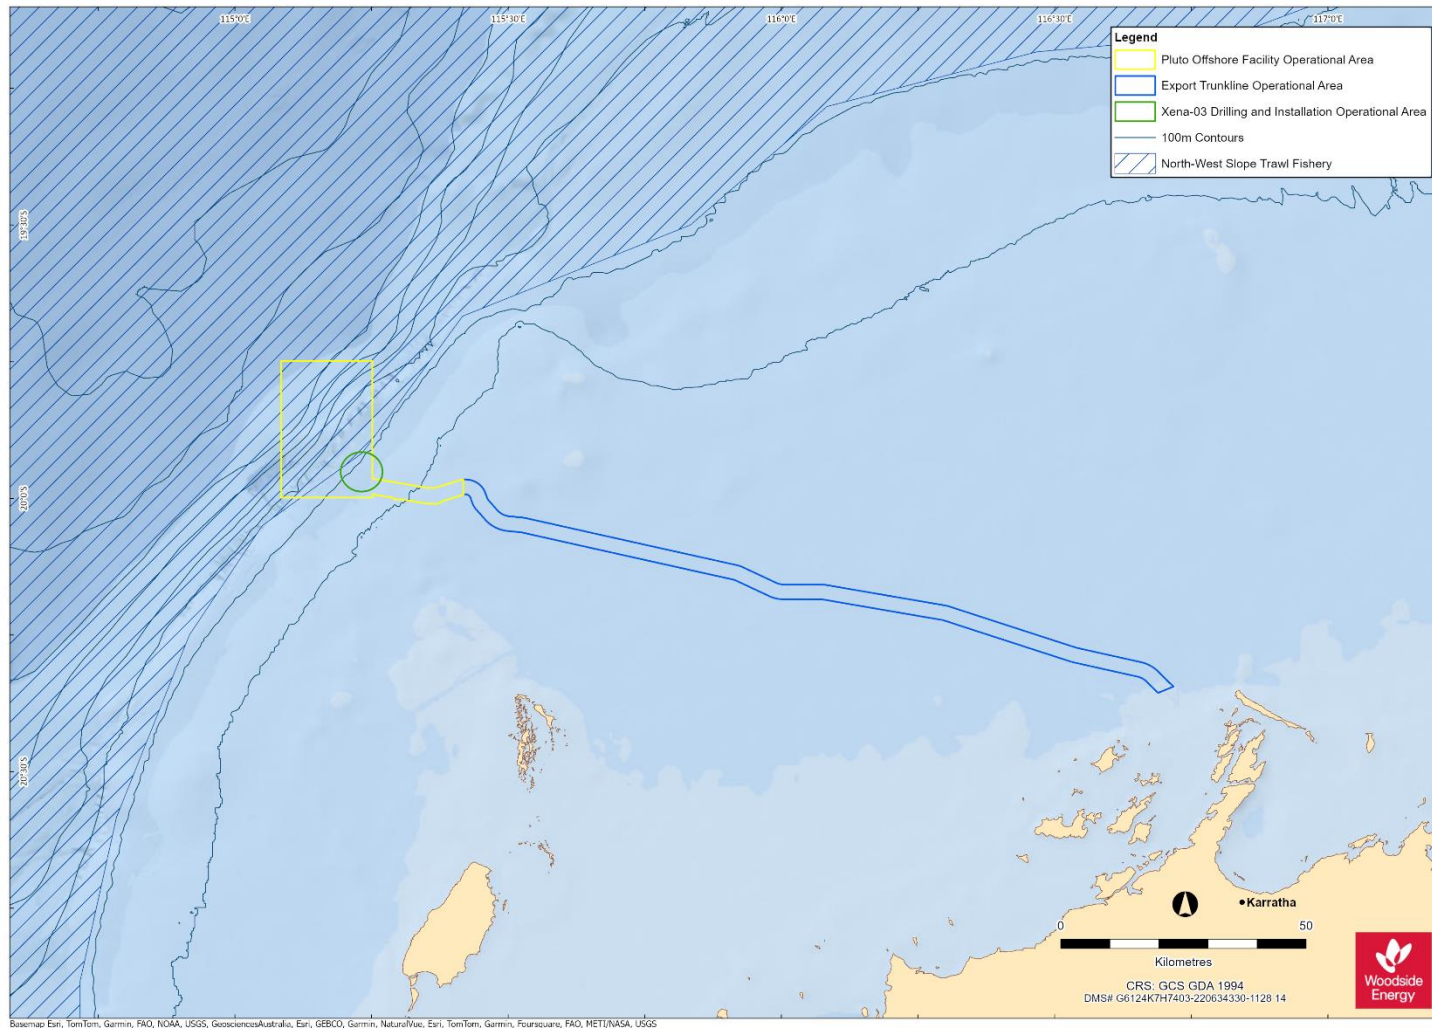 115°0'E
115°30'E
116°0'E
116°30'E
117°0'E
Legend
Pluto Offshore Facility Operational Area
Export Trunkline Operational Area
Xena-03 Drilling and Installation Operational Area
100m Contours
North-West Slope Trawl Fishery
19°30'S
20°0'S
20°30'S
Karratha
0 50
Kilometres
CRS: GCS GDA 1994
DMS# G6124K7H7403-220634330-1128 14
Woodside
Energy
Basemap Esri, TomTom, Garmin, FAO, NOAA, USGS, GeosciencesAustralia, Esri, GEBCO, Garmin, NaturalVue, Esri, TomTom, Garmin, Foursquare, FAO, METI/NASA, USGS